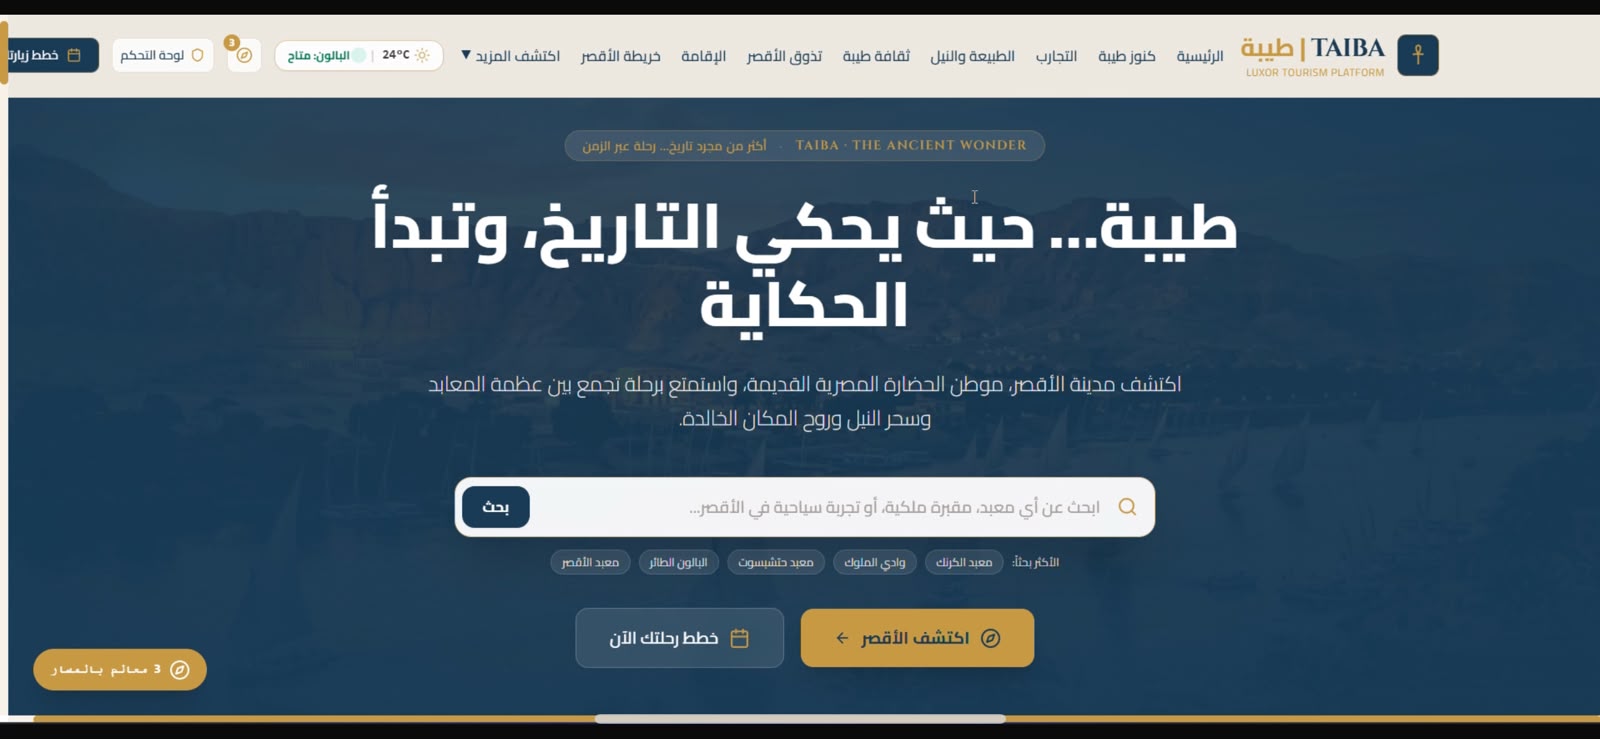 TAIBA | طيبة
LUXOR TOURISM PLATFORM
الرئيسية
كنوز طيبة
التجارب
الطبيعة والنيل
ثقافة طيبة
تذوق الأقصر
الإقامة
خريطة الأقصر
اكتشف المزيد ▼
24°C | البالون: متاح
3
لوحة التحكم
خطط
TAIBA · THE ANCIENT WONDER · أكثر من مجرد تاريخ... رحلة عبر الزمن
طيبة... حيث يحكي التاريخ، وتبدأ
الحكاية
اكتشف مدينة الأقصر، موطن الحضارة المصرية القديمة، واستمتع برحلة تجمع بين عظمة المعابد
وسحر النيل وروح المكان الخالدة.
ابحث عن أي معبد، مقبرة ملكية، أو تجربة سياحية في الأقصر...
بحث
الأكثر بحثاً:
معبد الكرنك
وادي الملوك
معبد حتشبسوت
البالون الطائر
معبد الأقصر
اكتشف الأقصر ←
خطط رحلتك الآن
3 معالم بالمسار